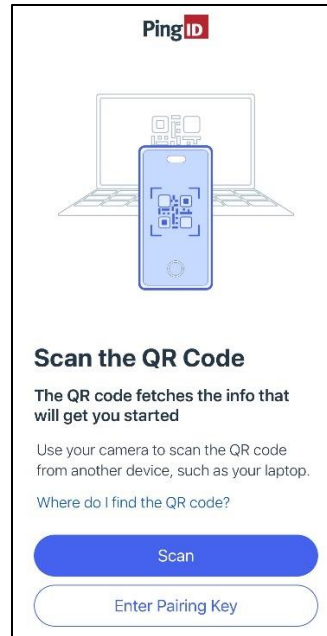 PingID
Scan the QR Code
The QR code fetches the info that
will get you started
Use your camera to scan the QR code
from another device, such as your laptop.
Where do I find the QR code?
Scan
Enter Pairing Key